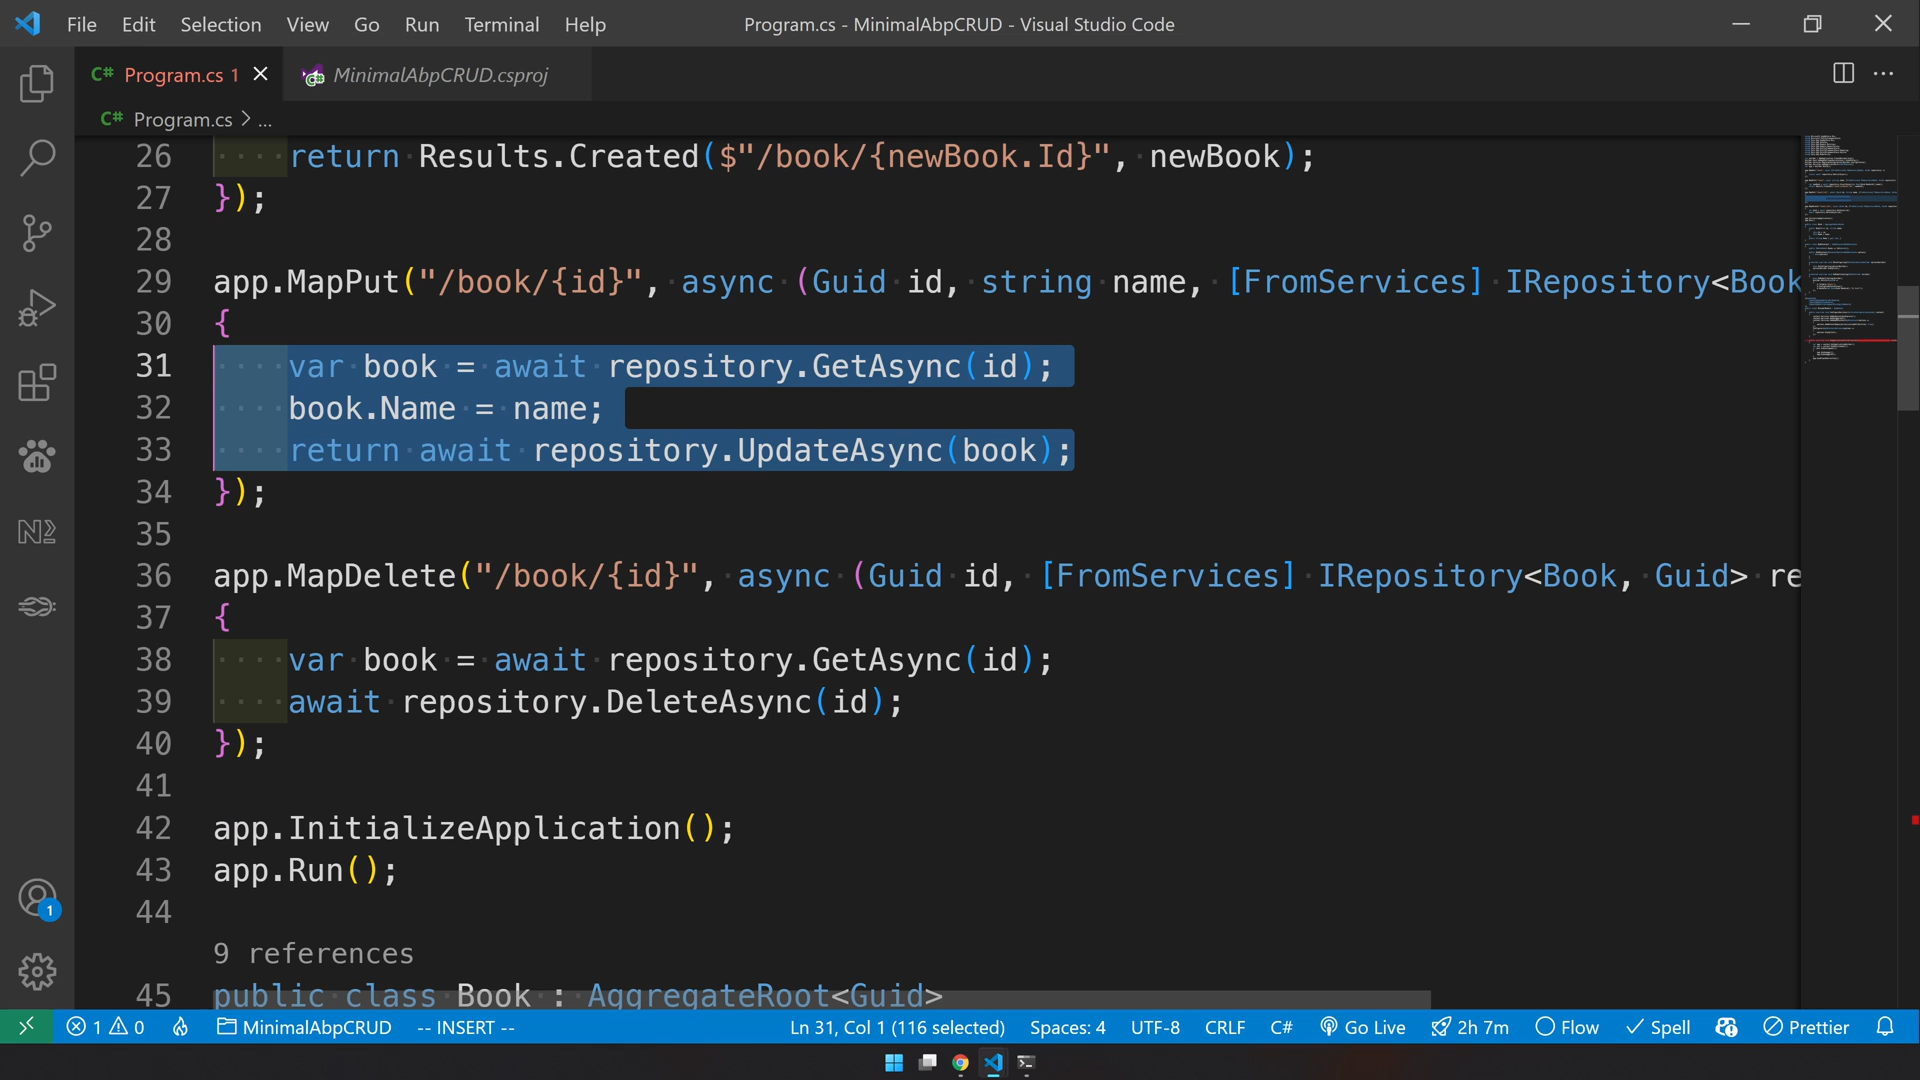 File Edit Selection View Go Run Terminal Help Program.cs - MinimalAbpCRUD - Visual Studio Code
C# Program.cs 1 MinimalAbpCRUD.csproj
C# Program.cs > ...
26 return Results.Created($"/book/{newBook.Id}", newBook);
27 });
28
29 app.MapPut("/book/{id}", async (Guid id, string name, [FromServices] IRepository<Book
30 {
31 var book = await repository.GetAsync(id);
32 book.Name = name;
33 return await repository.UpdateAsync(book);
34 });
35
36 app.MapDelete("/book/{id}", async (Guid id, [FromServices] IRepository<Book, Guid> re
37 {
38 var book = await repository.GetAsync(id);
39 await repository.DeleteAsync(id);
40 });
41
42 app.InitializeApplication();
43 app.Run();
44
9 references
45 public class Book : AggregateRoot<Guid>
1 0 MinimalAbpCRUD -- INSERT -- Ln 31, Col 1 (116 selected) Spaces: 4 UTF-8 CRLF C# Go Live 2h 7m Flow Spell Prettier